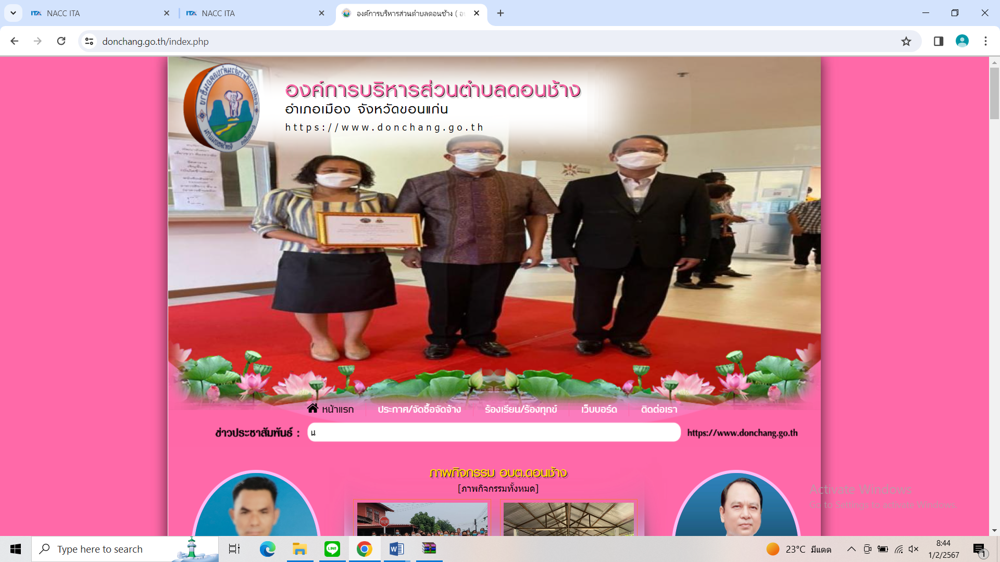 NACC ITA
NACC ITA
องค์การบริหารส่วนตำบลดอนช้าง ( อบ
donchang.go.th/index.php
องค์การบริหารส่วนตำบลดอนช้าง
อำเภอเมือง จังหวัดขอนแก่น
https://www.donchang.go.th
หน้าแรก
ประกาศ/จัดซื้อจัดจ้าง
ร้องเรียน/ร้องทุกข์
เว็บบอร์ด
ติดต่อเรา
ข่าวประชาสัมพันธ์ :
น
https://www.donchang.go.th
ภาพกิจกรรม อบต.ดอนช้าง
[ภาพกิจกรรมทั้งหมด]
หยุด
Activate Windows
Go to Settings to activate Windows.
Type here to search
LINE
23°C มีแดด
8:44
1/2/2567
1